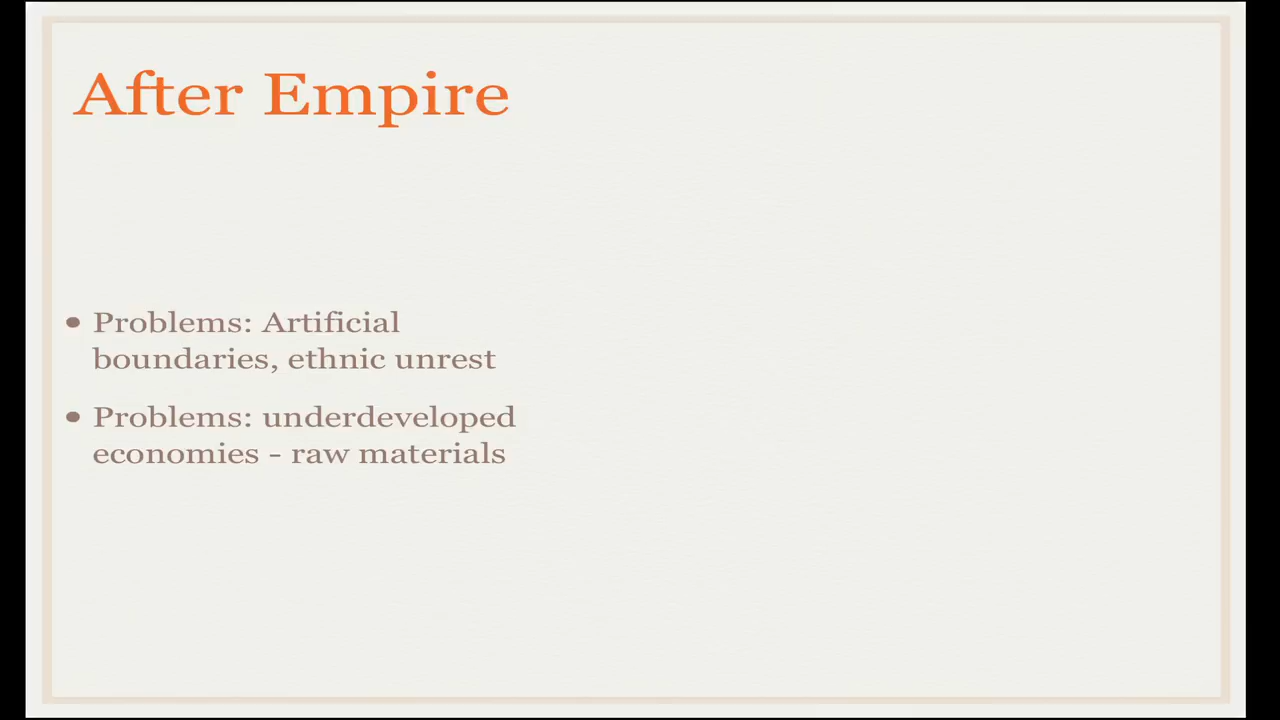 After Empire
• Problems: Artificial
boundaries, ethnic unrest
• Problems: underdeveloped
economies - raw materials